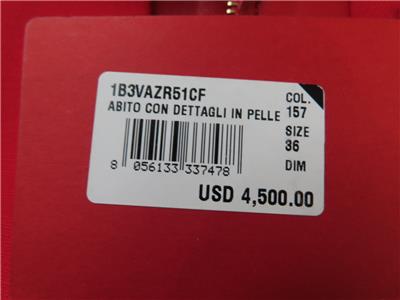 1B3VAZR51CF
COL.
157
ABITO CON DETTAGLI IN PELLE
SIZE
36
DIM
8 056133 337478
USD 4,500.00